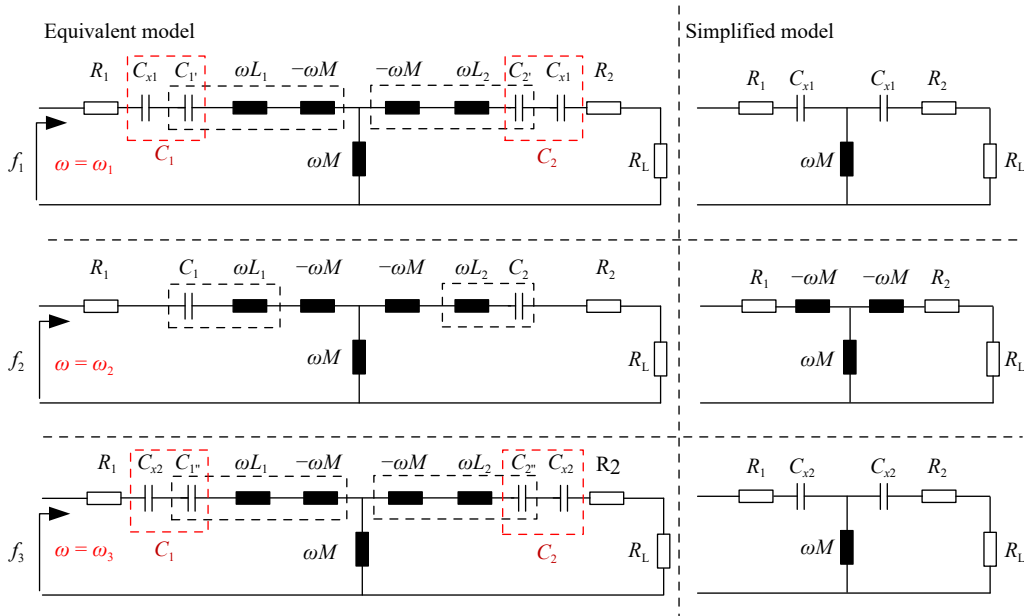 Equivalent model
Simplified model
R1 Cx1 C1' ωL1 −ωM −ωM ωL2 C2' Cx1 R2
R1 Cx1 Cx1 R2
C1 C2
f1 ω = ω1 ωM RL
ωM RL
R1 C1 ωL1 −ωM −ωM ωL2 C2 R2
R1 −ωM −ωM R2
f2 ω = ω2 ωM RL
ωM RL
R1 Cx2 C1" ωL1 −ωM −ωM ωL2 C2" Cx2 R2
R1 Cx2 Cx2 R2
C1 C2
f3 ω = ω3 ωM RL
ωM RL